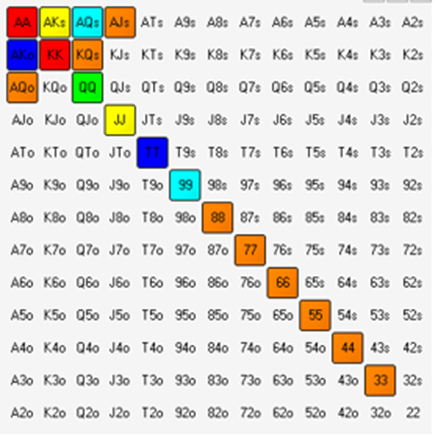 AA AKs AQs AJs ATs A9s A8s A7s A6s A5s A4s A3s A2s
AKo KK KQs KJs KTs K9s K8s K7s K6s K5s K4s K3s K2s
AQo KQo QQ QJs QTs Q9s Q8s Q7s Q6s Q5s Q4s Q3s Q2s
AJo KJo QJo JJ JTs J9s J8s J7s J6s J5s J4s J3s J2s
ATo KTo QTo JTo TT T9s T8s T7s T6s T5s T4s T3s T2s
A9o K9o Q9o J9o T9o 99 98s 97s 96s 95s 94s 93s 92s
A8o K8o Q8o J8o T8o 98o 88 87s 86s 85s 84s 83s 82s
A7o K7o Q7o J7o T7o 97o 87o 77 76s 75s 74s 73s 72s
A6o K6o Q6o J6o T6o 96o 86o 76o 66 65s 64s 63s 62s
A5o K5o Q5o J5o T5o 95o 85o 75o 65o 55 54s 53s 52s
A4o K4o Q4o J4o T4o 94o 84o 74o 64o 54o 44 43s 42s
A3o K3o Q3o J3o T3o 93o 83o 73o 63o 53o 43o 33 32s
A2o K2o Q2o J2o T2o 92o 82o 72o 62o 52o 42o 32o 22